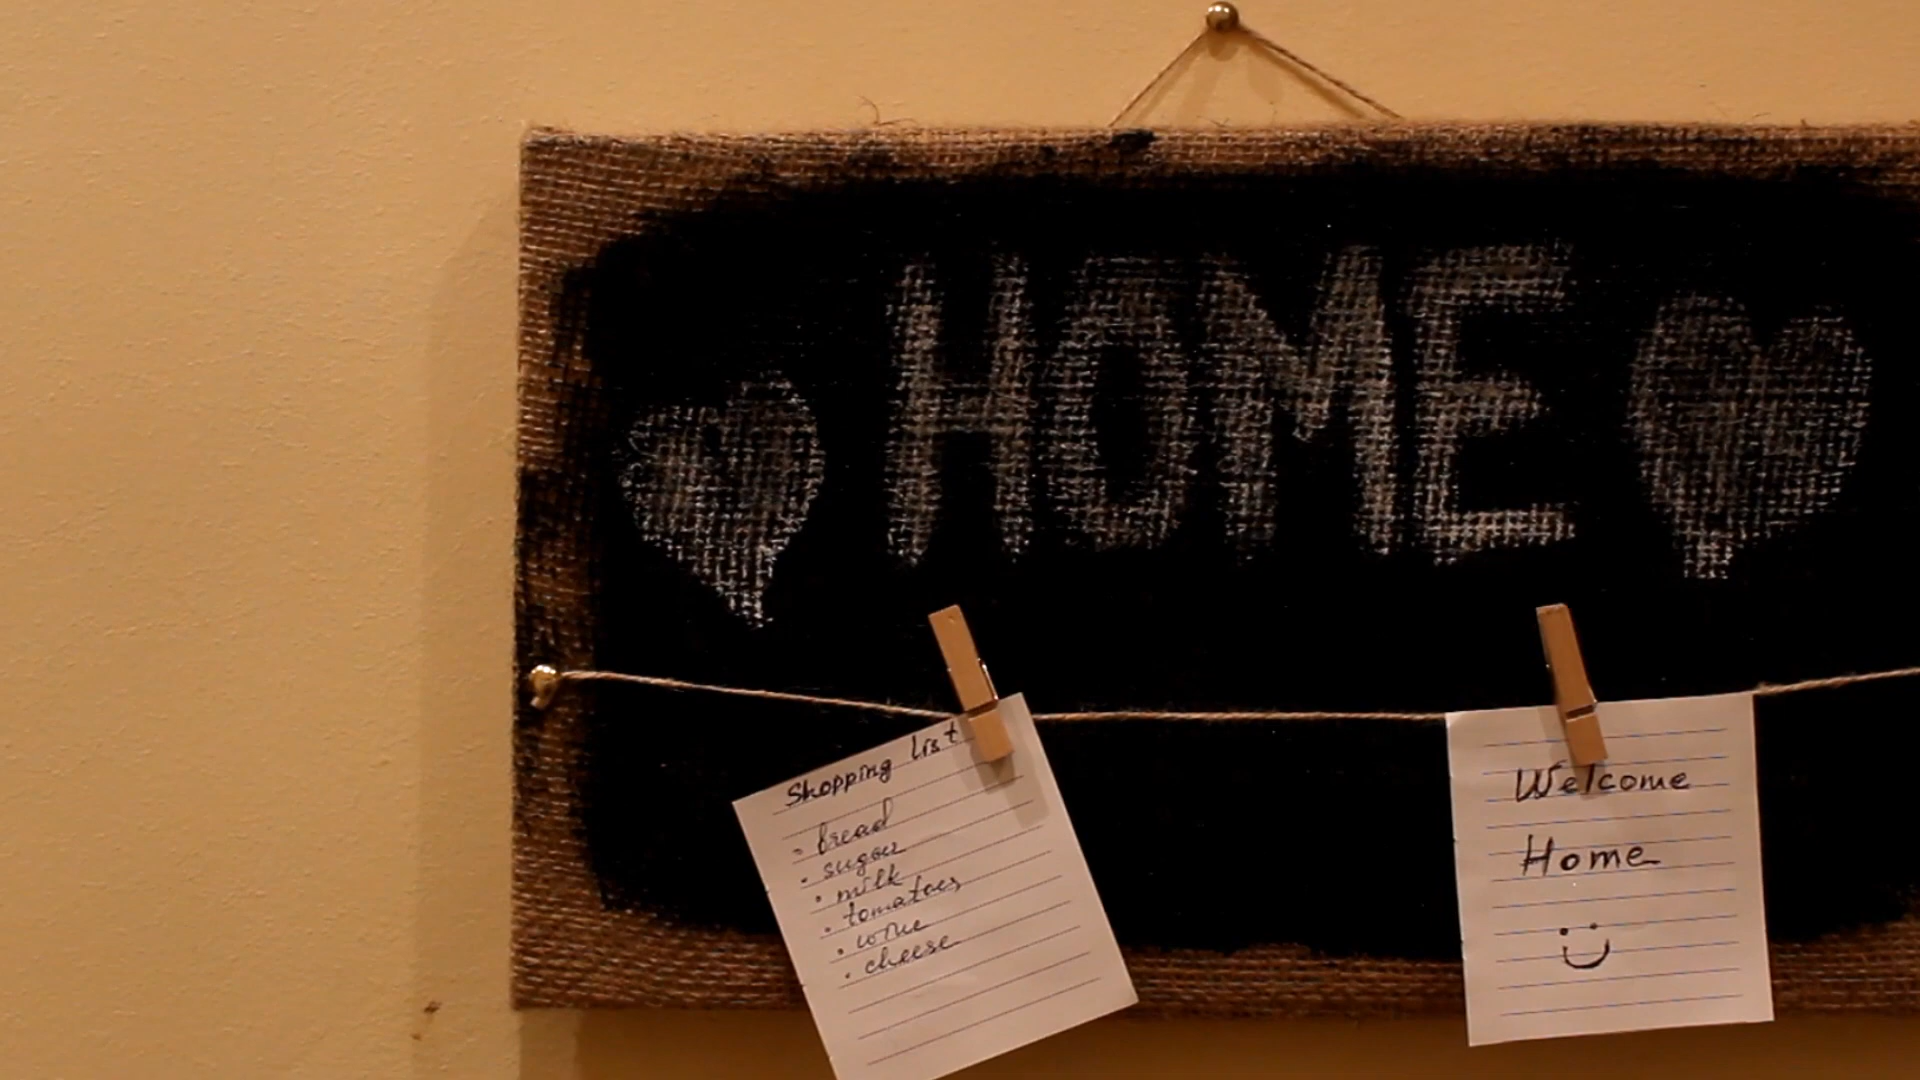 HOME
Shopping list
• bread
• sugar
• milk
• tomatoes
• wine
• cheese
Welcome
Home